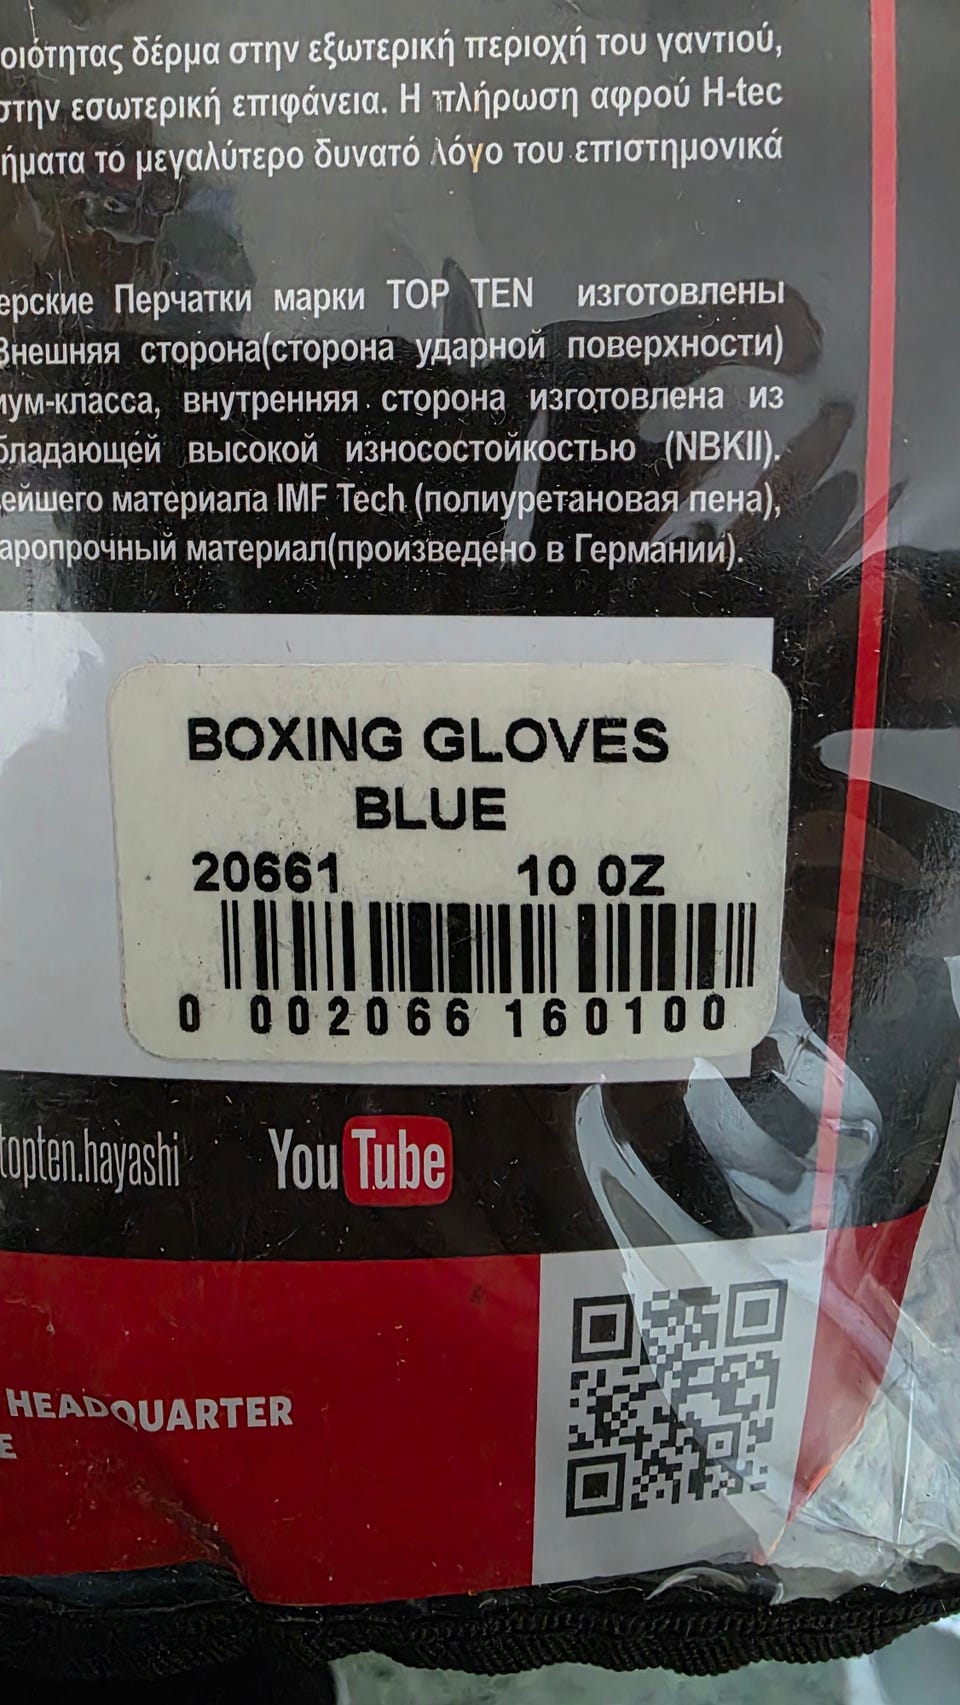 οιότητας δέρμα στην εξωτερική περιοχή του γαντιού,
στην εσωτερική επιφάνεια. Η πλήρωση αφρού H-tec
ήματα το μεγαλύτερο δυνατό λόγο του επιστημονικά
ерские Перчатки марки TOP TEN изготовлены
Внешняя сторона(сторона ударной поверхности)
иум-класса, внутренняя сторона изготовлена из
бладающей высокой износостойкостью (NBKII).
ейшего материала IMF Tech (полиуретановая пена),
аропрочный материал(произведено в Германии).
BOXING GLOVES
BLUE
20661 10 OZ
0 002066 160100
topten.hayashi YouTube
HEADQUARTER
E